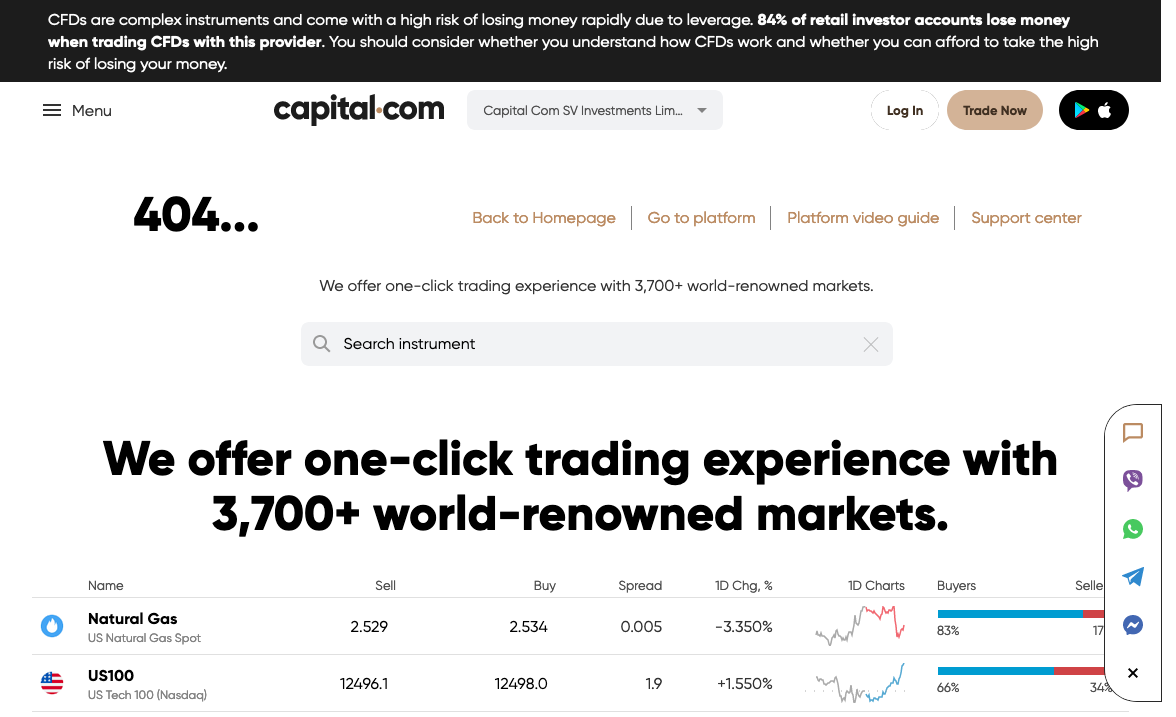 CFDs are complex instruments and come with a high risk of losing money rapidly due to leverage. 84% of retail investor accounts lose money
when trading CFDs with this provider. You should consider whether you understand how CFDs work and whether you can afford to take the high
risk of losing your money.
Menu
capital.com
Capital Com SV Investments Lim...
Log In
Trade Now
404...
Back to Homepage
Go to platform
Platform video guide
Support center
We offer one-click trading experience with 3,700+ world-renowned markets.
Search instrument
We offer one-click trading experience with
3,700+ world-renowned markets.
Name Sell Buy Spread 1D Chg, % 1D Charts Buyers
Natural Gas 2.529 2.534 0.005 -3.350%
US Natural Gas Spot 83% 17
US100 12496.1 12498.0 1.9 +1.550%
US Tech 100 (Nasdaq) 66% 34%